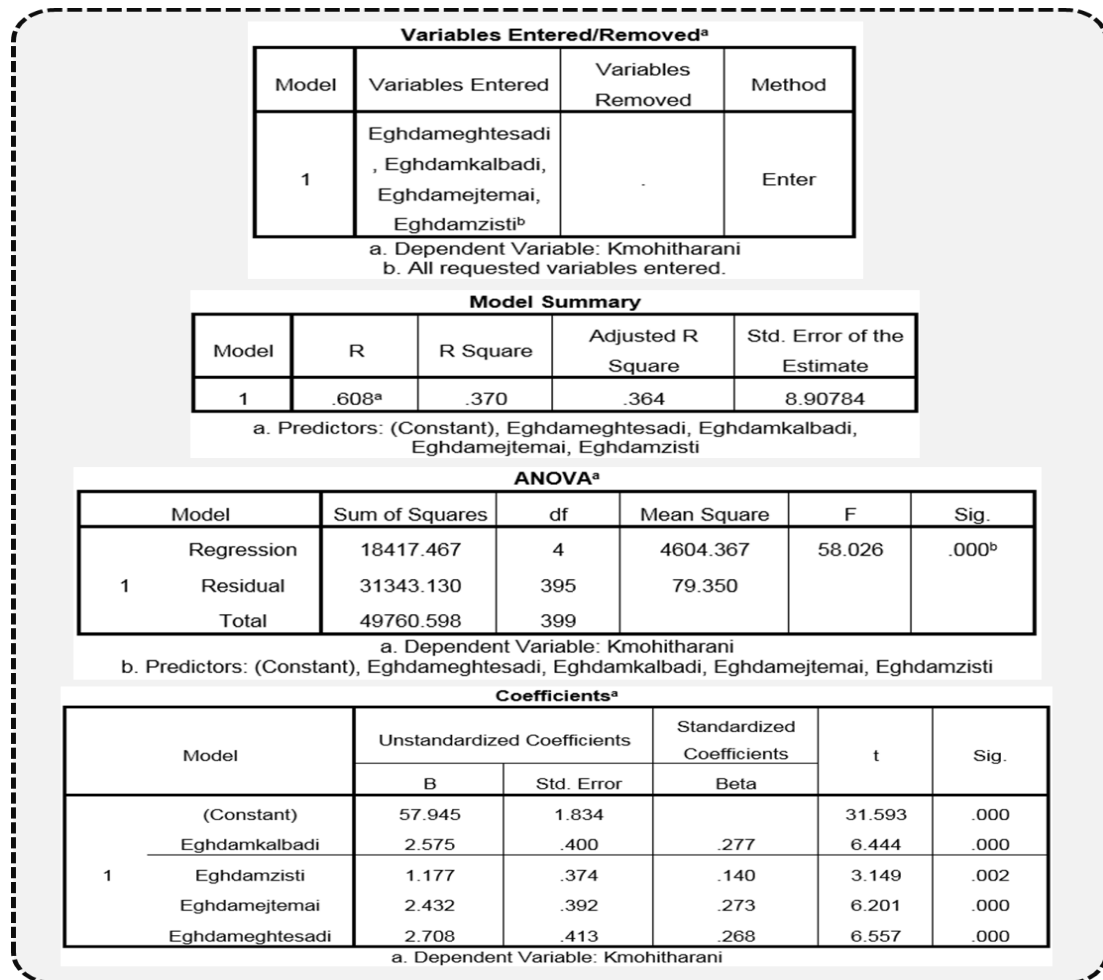 Variables Entered/Removedᵃ
Model Variables Entered Variables Removed Method
1 Eghdameghtesadi , Eghdamkalbadi, Eghdamejtemai, Eghdamzistiᵇ . Enter
a. Dependent Variable: Kmohitharani
b. All requested variables entered.
Model Summary
Model R R Square Adjusted R Square Std. Error of the Estimate
1 .608ᵃ .370 .364 8.90784
a. Predictors: (Constant), Eghdameghtesadi, Eghdamkalbadi,
Eghdamejtemai, Eghdamzisti
ANOVAᵃ
Model Sum of Squares df Mean Square F Sig.
Regression 18417.467 4 4604.367 58.026 .000ᵇ
1 Residual 31343.130 395 79.350
Total 49760.598 399
a. Dependent Variable: Kmohitharani
b. Predictors: (Constant), Eghdameghtesadi, Eghdamkalbadi, Eghdamejtemai, Eghdamzisti
Coefficientsᵃ
Model Unstandardized Coefficients Standardized Coefficients t Sig.
B Std. Error Beta
(Constant) 57.945 1.834 31.593 .000
Eghdamkalbadi 2.575 .400 .277 6.444 .000
1 Eghdamzisti 1.177 .374 .140 3.149 .002
Eghdamejtemai 2.432 .392 .273 6.201 .000
Eghdameghtesadi 2.708 .413 .268 6.557 .000
a. Dependent Variable: Kmohitharani